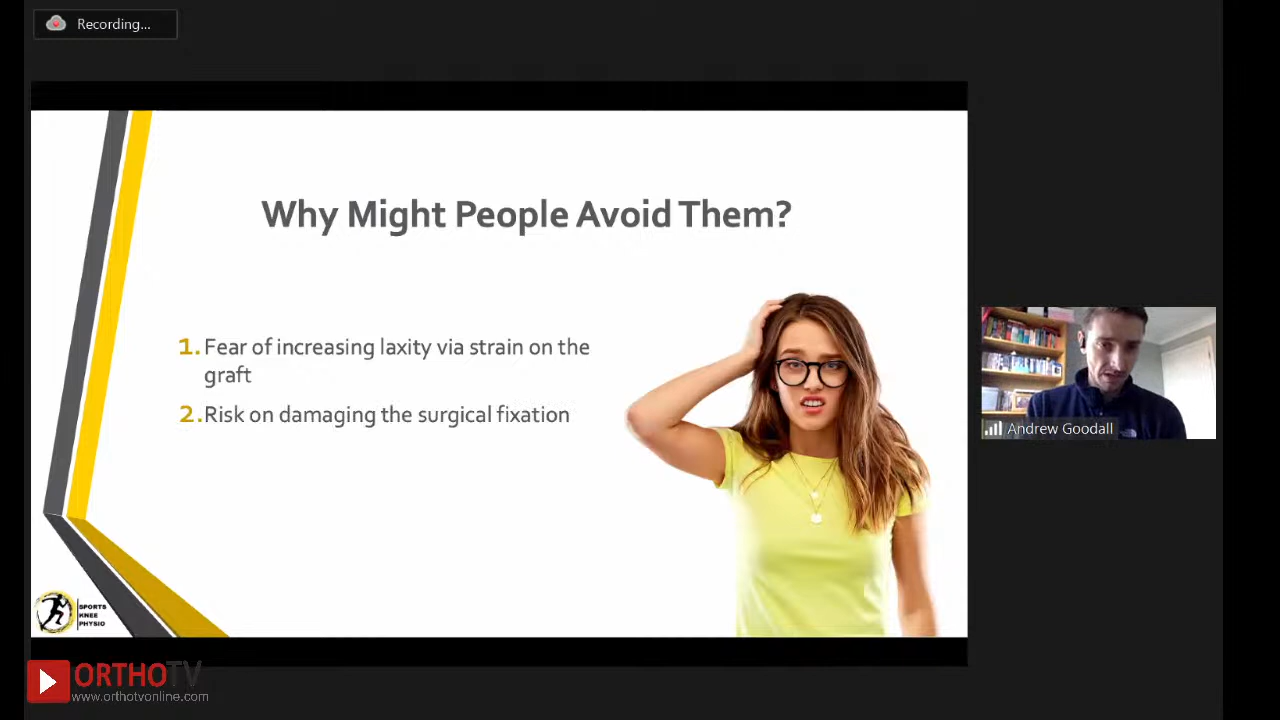 Recording...
Why Might People Avoid Them?
1. Fear of increasing laxity via strain on the
graft
2. Risk on damaging the surgical fixation
Andrew Goodall
SPORTS
KNEE
PHYSIO
ORTHOTV
www.orthotvonline.com